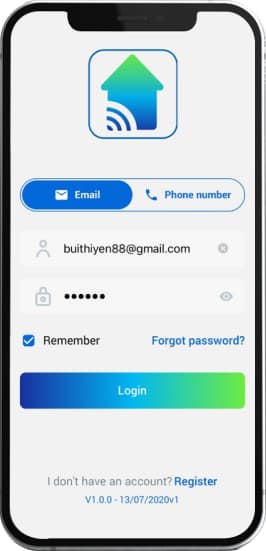 Email
Phone number
buithiyen88@gmail.com
••••••
Remember
Forgot password?
Login
I don't have an account? Register
V1.0.0 - 13/07/2020v1